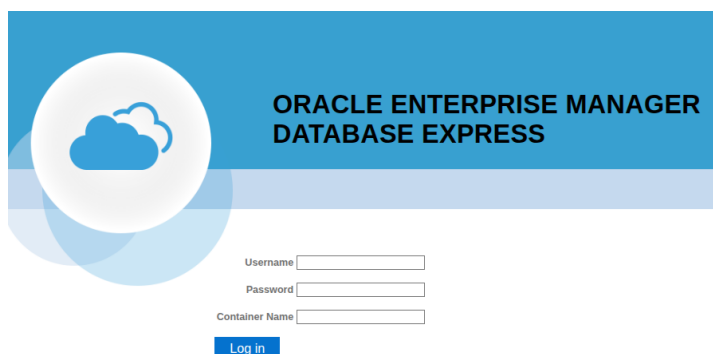 ORACLE ENTERPRISE MANAGER
DATABASE EXPRESS
Username
Password
Container Name
Log in